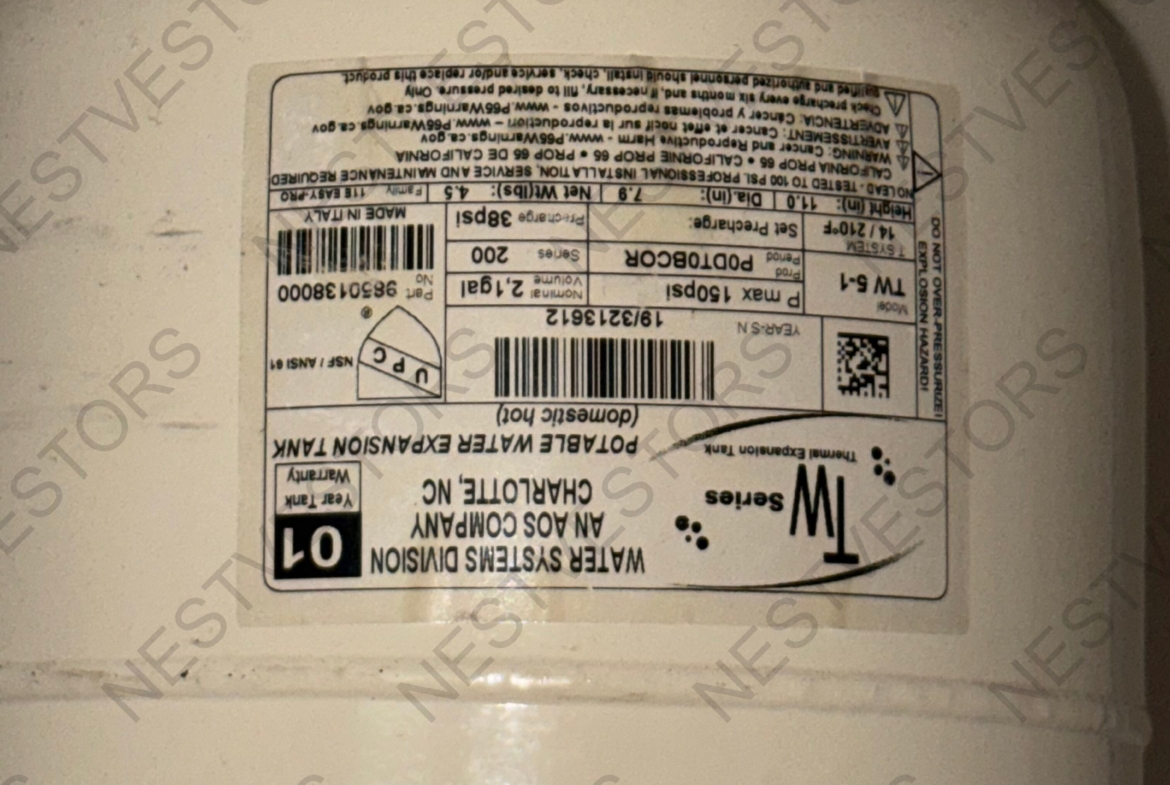 WATER SYSTEMS DIVISION
AN AOS COMPANY
CHARLOTTE, NC
TW Series
Thermal Expansion Tank
01
Year Tank
Warranty
POTABLE WATER EXPANSION TANK
(domestic hot)
YEAR-S N
19/3213612
U P C
®
NSF / ANSI 61
Model
TW 5-1
P max 150psi
Nominal
Volume 2,1gal
Part
No 9850138000
T SYSTEM
14 / 210°F
Prod
Period P0DT0BCOR
Series 200
Set Precharge:
Pre-charge 38psi
MADE IN ITALY
Height (in): 11.0 Dia.(in): 7.9 Net Wt(lbs): 4.5 Family 11E EASY-PRO
NO LEAD - TESTED TO 100 PSI. PROFESSIONAL INSTALLATION, SERVICE AND MAINTENANCE REQUIRED
CALIFORNIA PROP 65 • CALIFORNIE PROP 65 • PROP 65 DE CALIFORNIA
WARNING: Cancer and Reproductive Harm - www.P65Warnings.ca.gov
AVERTISSEMENT: Cancer et effet nocif sur la reproduction – www.P65Warnings.ca.gov
ADVERTENCIA: Cáncer y problemas reproductivos - www.P65Warnings.ca.gov
Check precharge every six months and, if necessary, fill to desired pressure. Only
qualified and authorized personnel should install, check, service and/or replace this product.
DO NOT OVER-PRESSURIZE!
EXPLOSION HAZARD!
NESTVESTORS